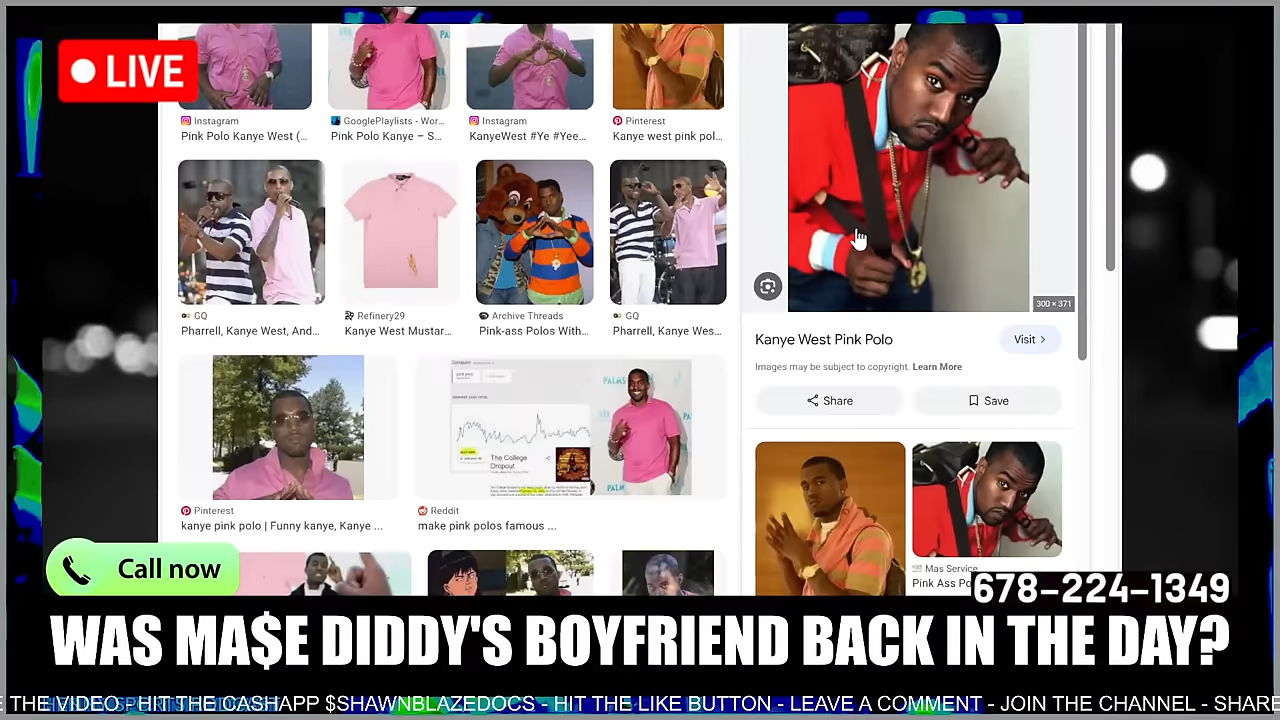 LIVE
Instagram
Pink Polo Kanye West (...
GooglePlaylists - Wor...
Pink Polo Kanye – S...
Instagram
KanyeWest #Ye #Yee...
Pinterest
Kanye west pink pol...
GQ
Pharrell, Kanye West, And...
Refinery29
Kanye West Mustar...
Archive Threads
Pink-ass Polos With...
GQ
Pharrell, Kanye Wes...
300 × 371
Kanye West Pink Polo
Visit
Images may be subject to copyright. Learn More
Share
Save
The College
Dropout
PALMS
Pinterest
kanye pink polo | Funny kanye, Kanye ...
Reddit
make pink polos famous ...
Mas Service
Pink Ass Po
Call now
678-224-1349
WAS MA$E DIDDY'S BOYFRIEND BACK IN THE DAY?
E THE VIDEO - HIT THE CASHAPP $SHAWNBLAZEDOCS - HIT THE LIKE BUTTON - LEAVE A COMMENT - JOIN THE CHANNEL - SHARE